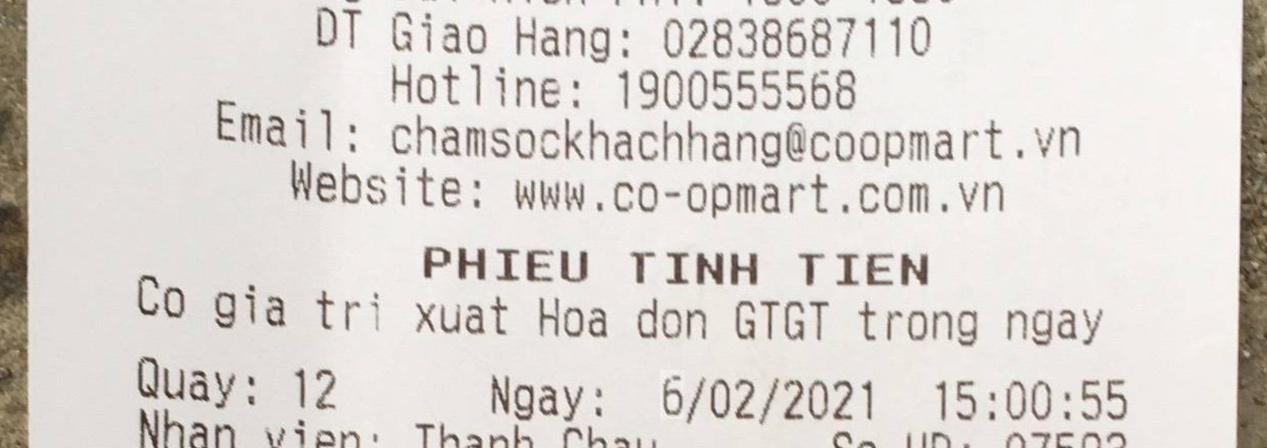 DT Giao Hang: 02838687110
Hotline: 1900555568
Email: chamsockhachhang@coopmart.vn
Website: www.co-opmart.com.vn
PHIEU TINH TIEN
Co gia tri xuat Hoa don GTGT trong ngay
Quay: 12 Ngay: 6/02/2021 15:00:55
Nhan vien: Thanh Chau